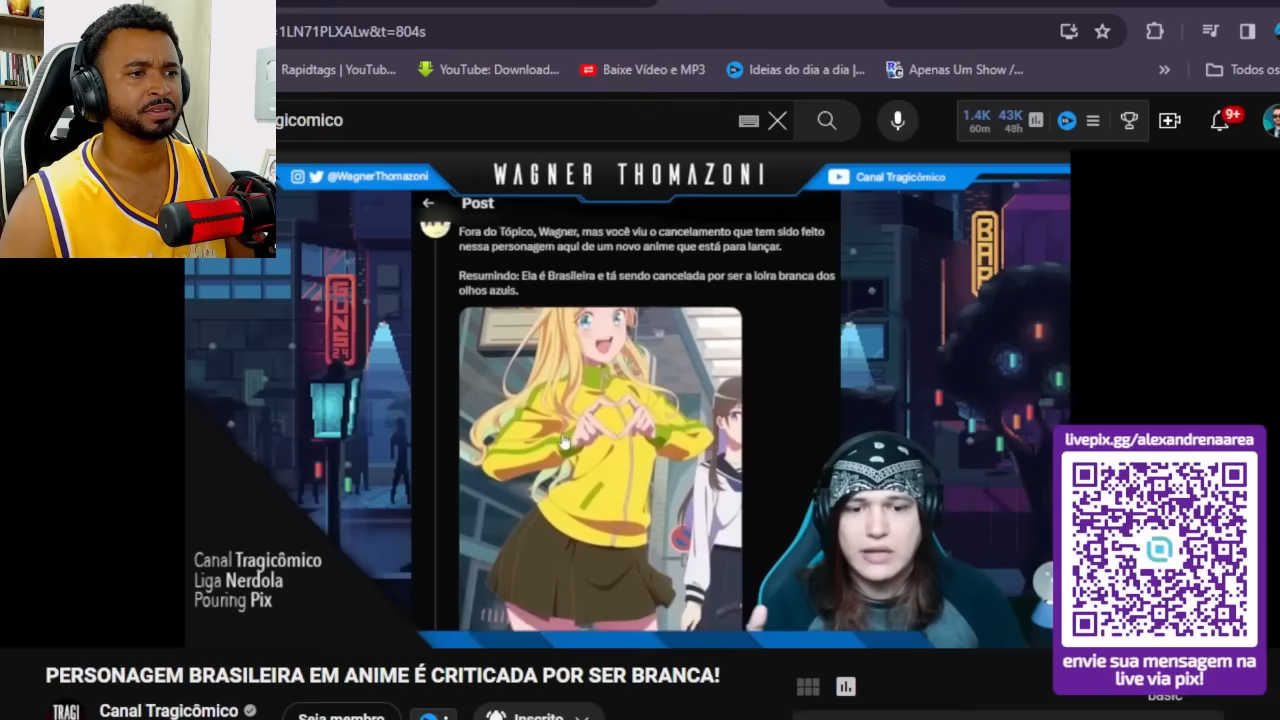 =1LN71PLXALw&t=804s
Rapidtags | YouTub...
YouTube: Download...
Baixe Vídeo e MP3
Ideias do dia a dia |...
Apenas Um Show /...
»
Todos os
gicomico
1.4K 43K
60m 48h
9+
@WagnerThomazoni
WAGNER THOMAZONI
Canal Tragicômico
Post
Fora do Tópico, Wagner, mas você viu o cancelamento que tem sido feito
nessa personagem aqui de um novo anime que está para lançar.
Resumindo: Ela é Brasileira e tá sendo cancelada por ser a loira branca dos
olhos azuis.
GUNS
24
BAR
Canal Tragicômico
Liga Nerdola
Pouring Pix
livepix.gg/alexandrenaarea
envie sua mensagem na
live via pix!
PERSONAGEM BRASILEIRA EM ANIME É CRITICADA POR SER BRANCA!
TRAGI
Canal Tragicômico
Seja membro
Inscrito
basic